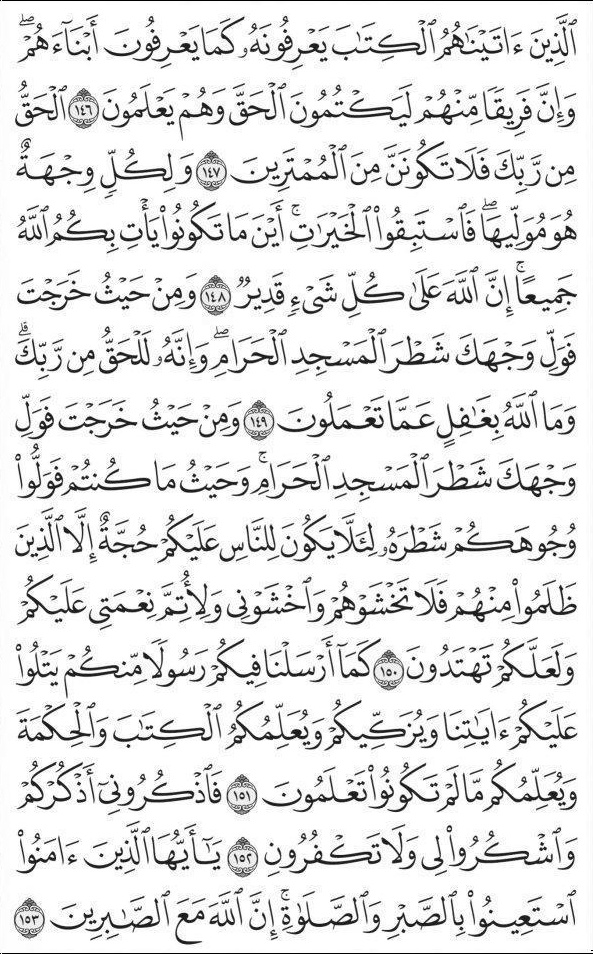 ٱلَّذِينَ ءَاتَيۡنَٰهُمُ ٱلۡكِتَٰبَ يَعۡرِفُونَهُۥ كَمَا يَعۡرِفُونَ أَبۡنَآءَهُمۡۖ
وَإِنَّ فَرِيقٗا مِّنۡهُمۡ لَيَكۡتُمُونَ ٱلۡحَقَّ وَهُمۡ يَعۡلَمُونَ ١٤٦ ٱلۡحَقُّ
مِن رَّبِّكَ فَلَا تَكُونَنَّ مِنَ ٱلۡمُمۡتَرِينَ ١٤٧ وَلِكُلّٖ وِجۡهَةٌ
هُوَ مُوَلِّيهَاۖ فَٱسۡتَبِقُواْ ٱلۡخَيۡرَٰتِۚ أَيۡنَ مَا تَكُونُواْ يَأۡتِ بِكُمُ ٱللَّهُ
جَمِيعًاۚ إِنَّ ٱللَّهَ عَلَىٰ كُلِّ شَيۡءٖ قَدِيرٞ ١٤٨ وَمِنۡ حَيۡثُ خَرَجۡتَ
فَوَلِّ وَجۡهَكَ شَطۡرَ ٱلۡمَسۡجِدِ ٱلۡحَرَامِۖ وَإِنَّهُۥ لَلۡحَقُّ مِن رَّبِّكَۗ
وَمَا ٱللَّهُ بِغَٰفِلٍ عَمَّا تَعۡمَلُونَ ١٤٩ وَمِنۡ حَيۡثُ خَرَجۡتَ فَوَلِّ
وَجۡهَكَ شَطۡرَ ٱلۡمَسۡجِدِ ٱلۡحَرَامِۚ وَحَيۡثُ مَا كُنتُمۡ فَوَلُّواْ
وُجُوهَكُمۡ شَطۡرَهُۥ لِئَلَّا يَكُونَ لِلنَّاسِ عَلَيۡكُمۡ حُجَّةٌ إِلَّا ٱلَّذِينَ
ظَلَمُواْ مِنۡهُمۡ فَلَا تَخۡشَوۡهُمۡ وَٱخۡشَوۡنِي وَلِأُتِمَّ نِعۡمَتِي عَلَيۡكُمۡ
وَلَعَلَّكُمۡ تَهۡتَدُونَ ١٥٠ كَمَآ أَرۡسَلۡنَا فِيكُمۡ رَسُولٗا مِّنكُمۡ يَتۡلُواْ
عَلَيۡكُمۡ ءَايَٰتِنَا وَيُزَكِّيكُمۡ وَيُعَلِّمُكُمُ ٱلۡكِتَٰبَ وَٱلۡحِكۡمَةَ
وَيُعَلِّمُكُم مَّا لَمۡ تَكُونُواْ تَعۡلَمُونَ ١٥١ فَٱذۡكُرُونِيٓ أَذۡكُرۡكُمۡ
وَٱشۡكُرُواْ لِي وَلَا تَكۡفُرُونِ ١٥٢ يَٰٓأَيُّهَا ٱلَّذِينَ ءَامَنُواْ
ٱسۡتَعِينُواْ بِٱلصَّبۡرِ وَٱلصَّلَوٰةِۚ إِنَّ ٱللَّهَ مَعَ ٱلصَّٰبِرِينَ ١٥٣